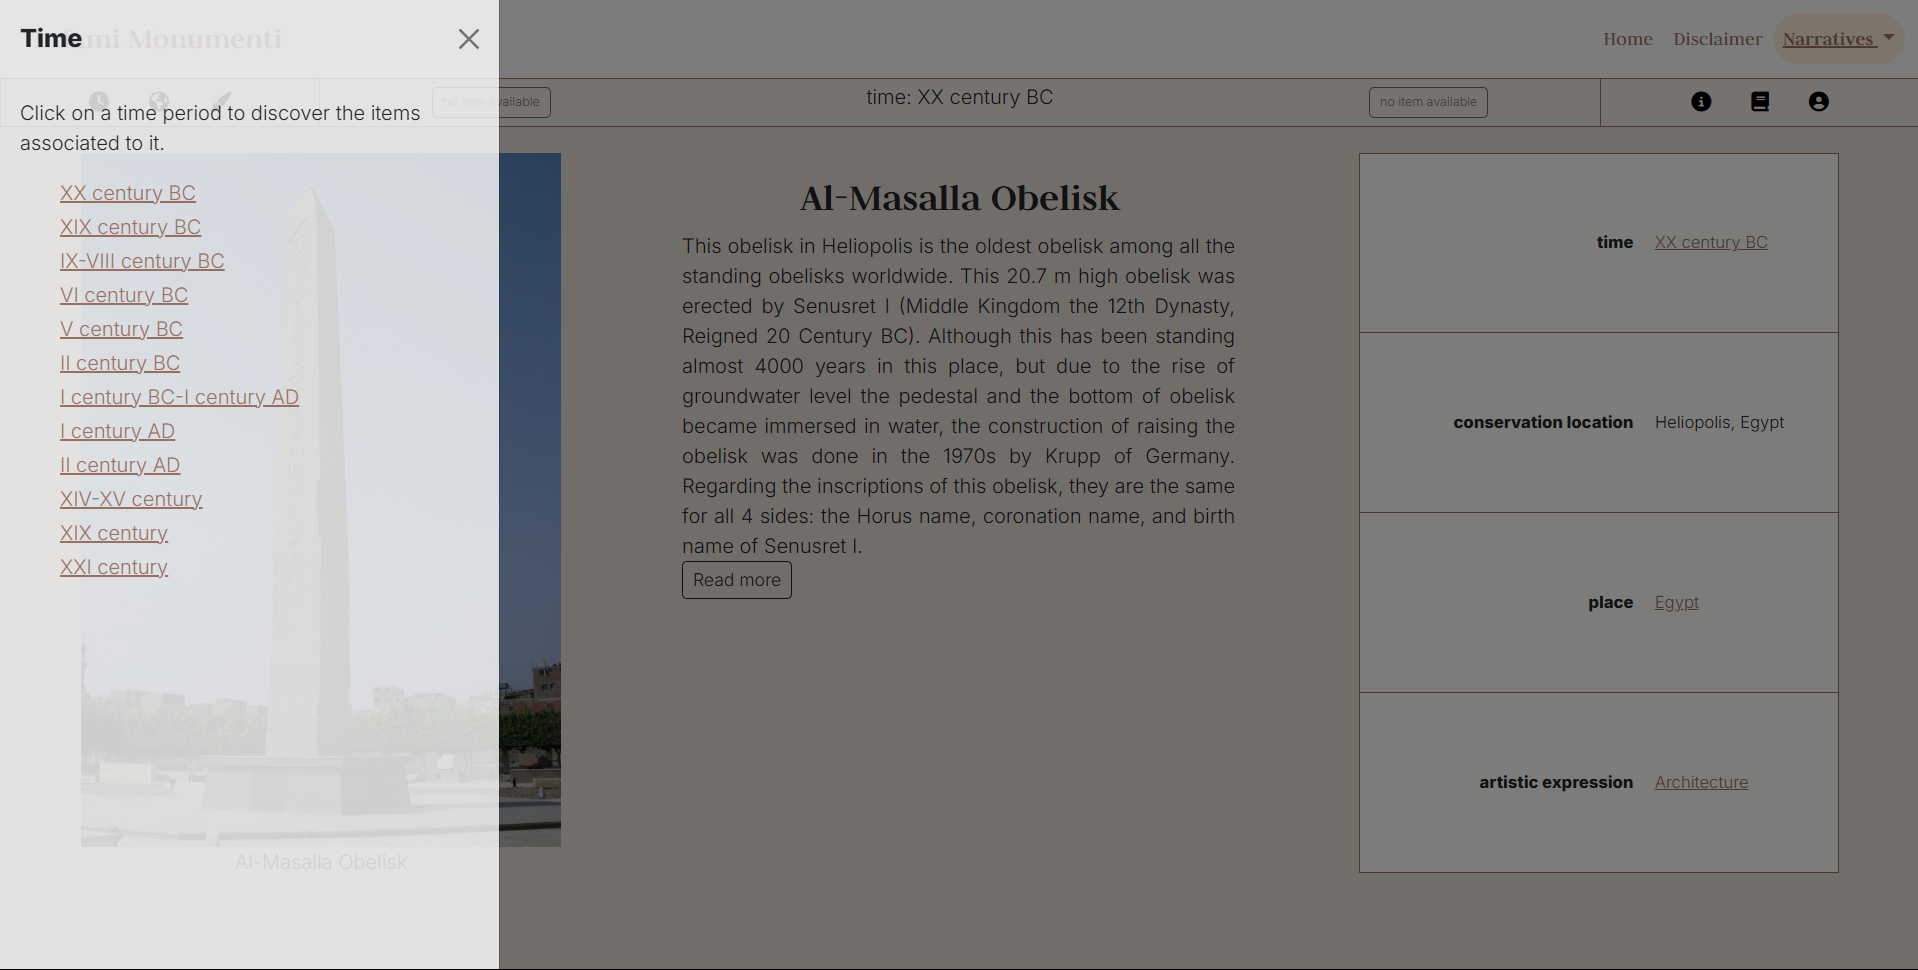 Time
mi Monumenti
Home
Disclaimer
Narratives
Click on a time period to discover the items
associated to it.
no item available
time: XX century BC
no item available
XX century BC
XIX century BC
IX-VIII century BC
VI century BC
V century BC
II century BC
I century BC-I century AD
I century AD
II century AD
XIV-XV century
XIX century
XXI century
Al-Masalla Obelisk
Al-Masalla Obelisk
This obelisk in Heliopolis is the oldest obelisk among all the
standing obelisks worldwide. This 20.7 m high obelisk was
erected by Senusret I (Middle Kingdom the 12th Dynasty,
Reigned 20 Century BC). Although this has been standing
almost 4000 years in this place, but due to the rise of
groundwater level the pedestal and the bottom of obelisk
became immersed in water, the construction of raising the
obelisk was done in the 1970s by Krupp of Germany.
Regarding the inscriptions of this obelisk, they are the same
for all 4 sides: the Horus name, coronation name, and birth
name of Senusret I.
Read more
time XX century BC
conservation location Heliopolis, Egypt
place Egypt
artistic expression Architecture